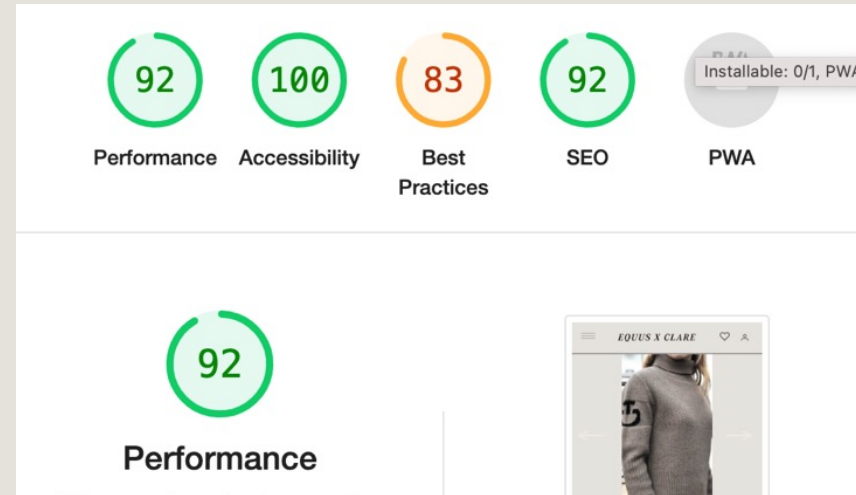 92 100 83 92
Installable: 0/1, PWA
Performance Accessibility Best Practices SEO PWA
EQUUS X CLARE
92
Performance